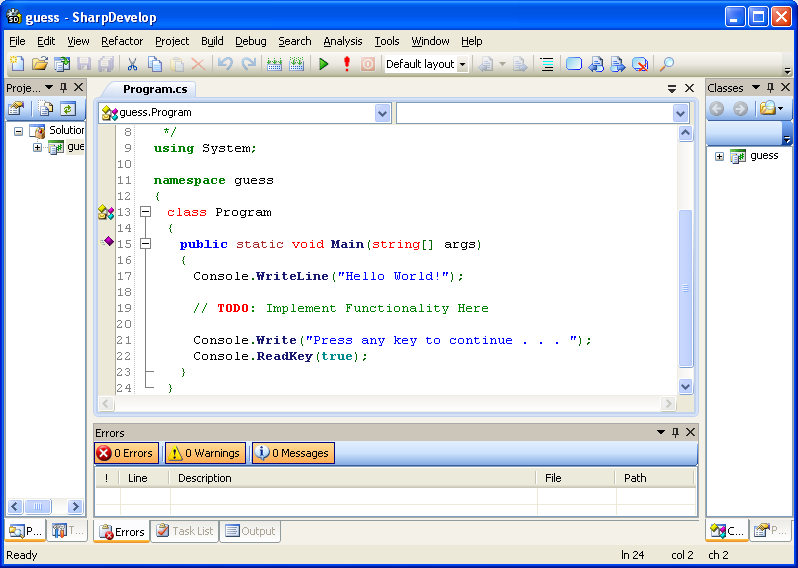 guess - SharpDevelop
File Edit View Refactor Project Build Debug Search Analysis Tools Window Help
Default layout
Proje...
Program.cs
Classes
guess.Program
Solution
gue
guess
8 */
9 using System;
10
11 namespace guess
12 {
13 class Program
14 {
15 public static void Main(string[] args)
16 {
17 Console.WriteLine("Hello World!");
18
19 // TODO: Implement Functionality Here
20
21 Console.Write("Press any key to continue . . . ");
22 Console.ReadKey(true);
23 }
24 }
Errors
0 Errors 0 Warnings 0 Messages
! Line Description File Path
P... T... Errors Task List Output C... P...
Ready ln 24 col 2 ch 2